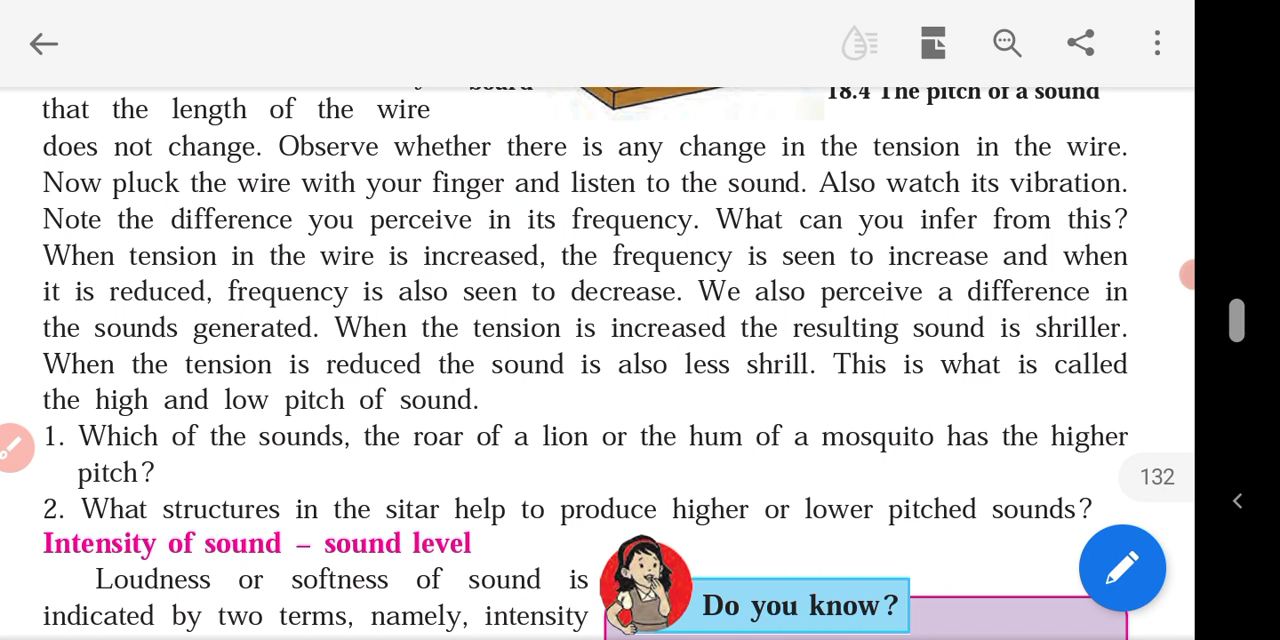 18.4 The pitch of a sound
that the length of the wire
does not change. Observe whether there is any change in the tension in the wire.
Now pluck the wire with your finger and listen to the sound. Also watch its vibration.
Note the difference you perceive in its frequency. What can you infer from this?
When tension in the wire is increased, the frequency is seen to increase and when
it is reduced, frequency is also seen to decrease. We also perceive a difference in
the sounds generated. When the tension is increased the resulting sound is shriller.
When the tension is reduced the sound is also less shrill. This is what is called
the high and low pitch of sound.
1. Which of the sounds, the roar of a lion or the hum of a mosquito has the higher
pitch?
132
2. What structures in the sitar help to produce higher or lower pitched sounds?
Intensity of sound – sound level
Loudness or softness of sound is
indicated by two terms, namely, intensity
Do you know?